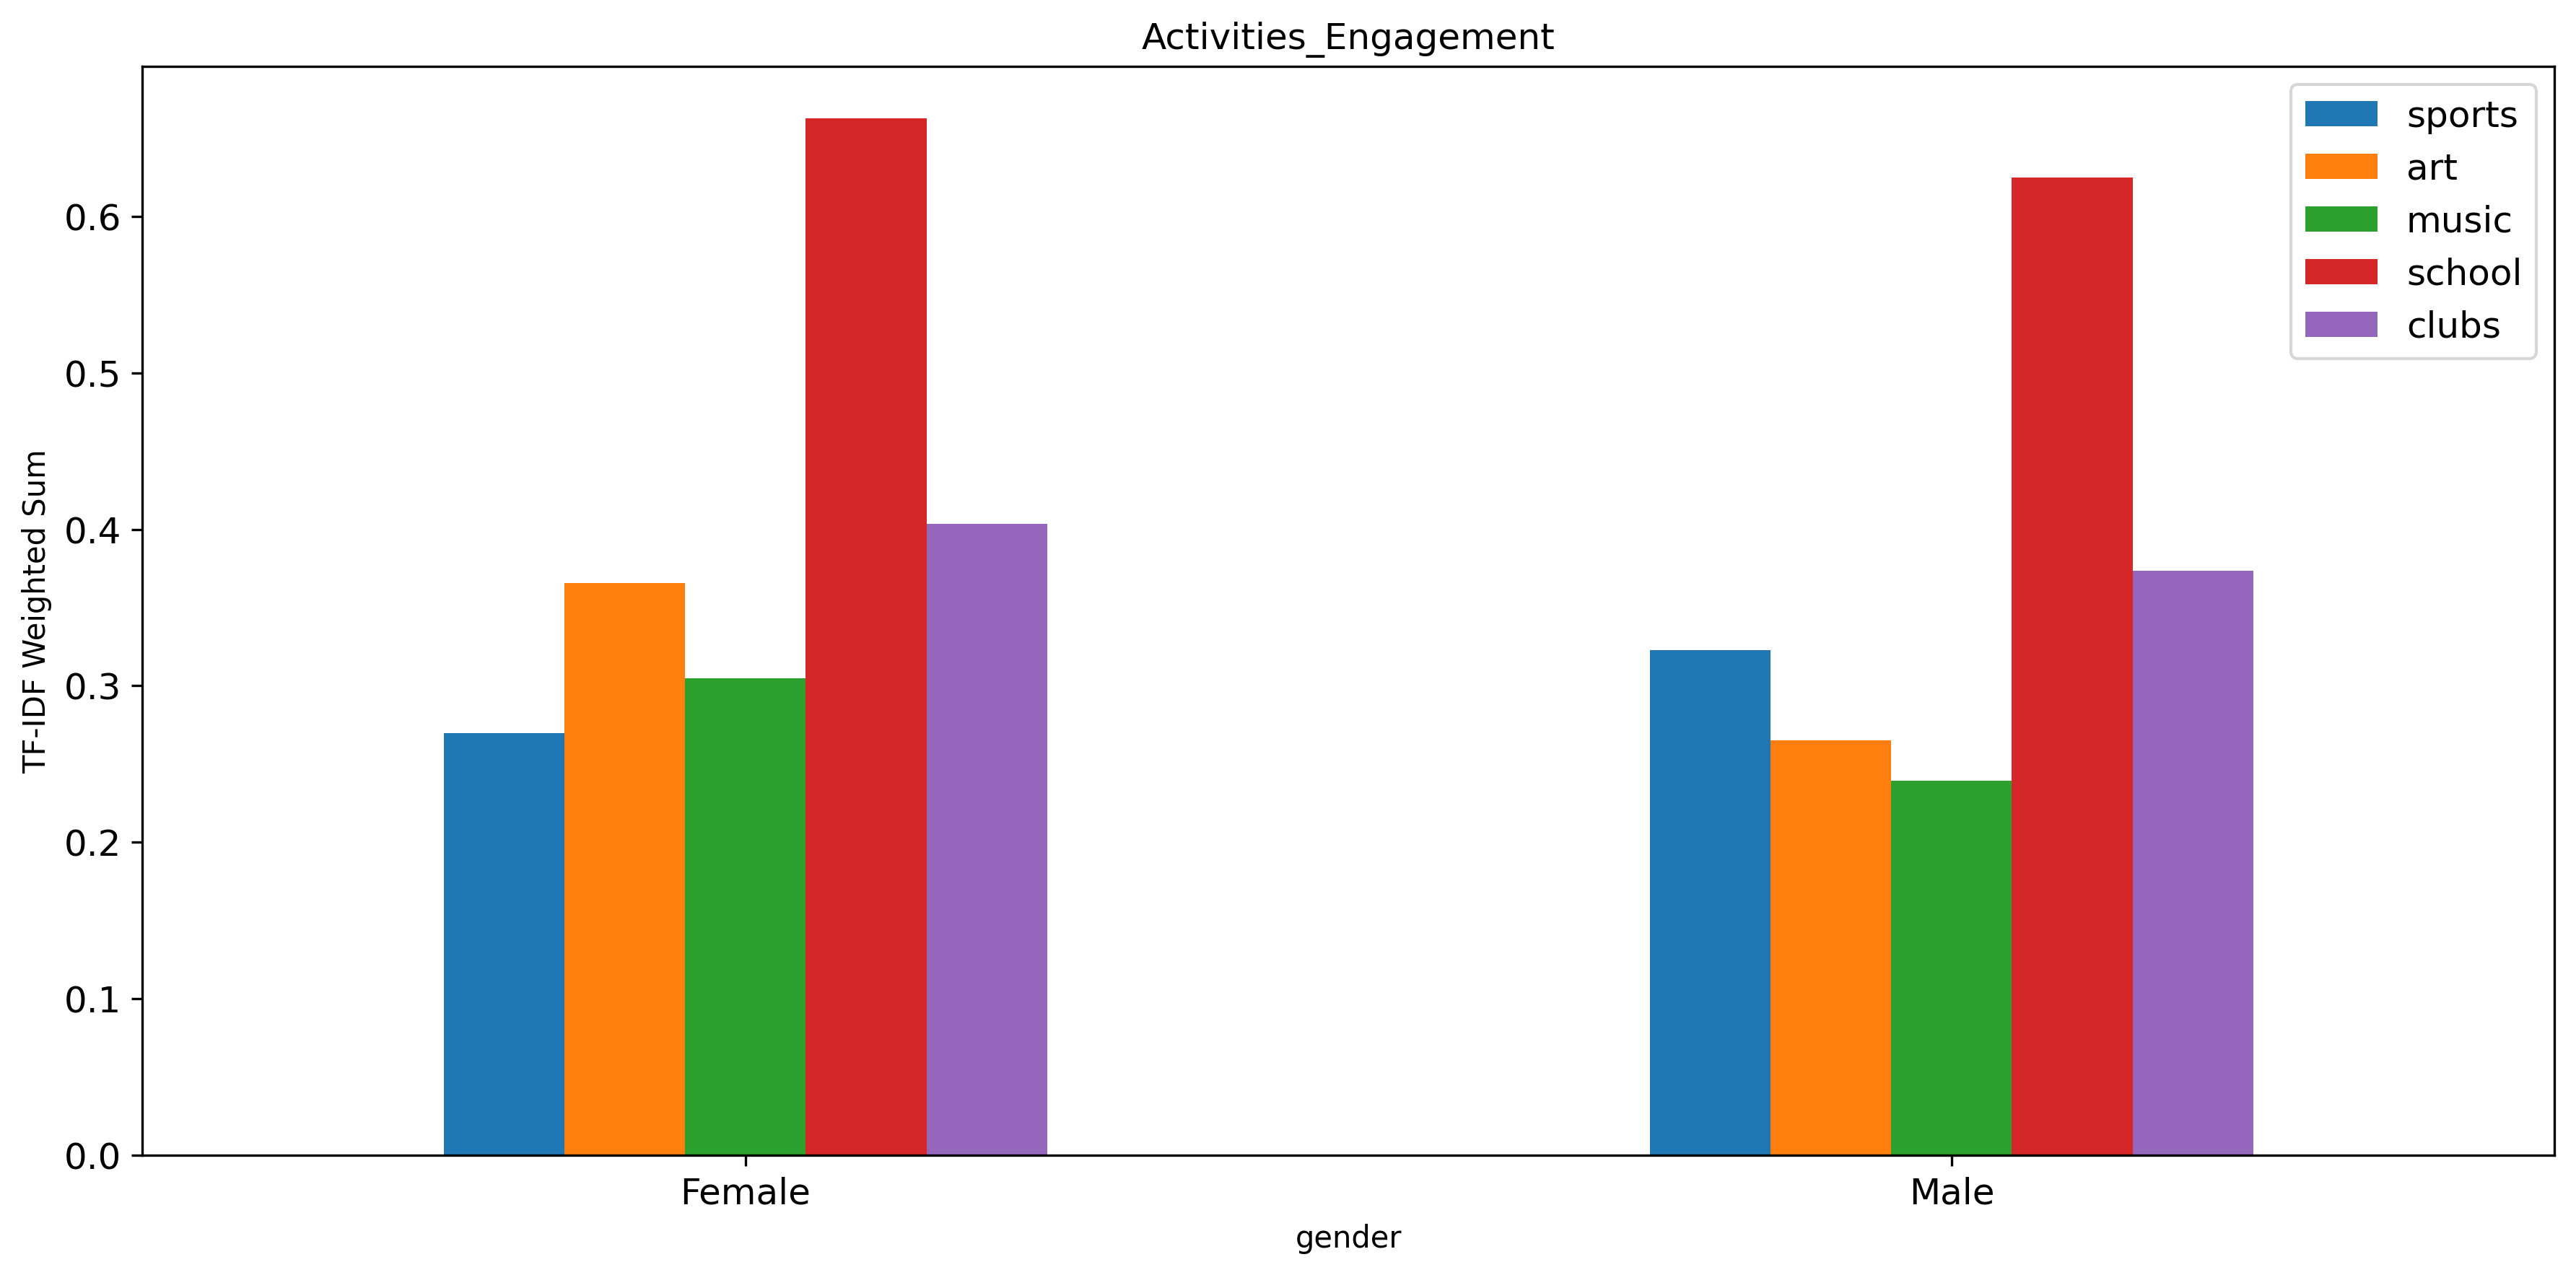 Activities_Engagement
sports
art
music
school
clubs
TF-IDF Weighted Sum
0.6
0.5
0.4
0.3
0.2
0.1
0.0
Female
Male
gender